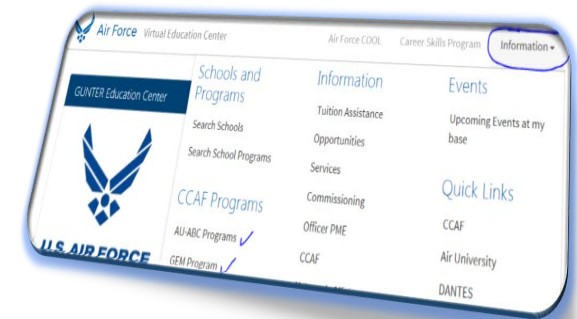 Air Force Virtual Education Center
Air Force COOL Career Skills Program Information
GUNTER Education Center
U.S. AIR FORCE
Schools and
Programs
Search Schools
Search School Programs
CCAF Programs
AU-ABC Programs
GEM Program
Information
Tuition Assistance
Opportunities
Services
Commissioning
Officer PME
CCAF
Events
Upcoming Events at my
base
Quick Links
CCAF
Air University
DANTES